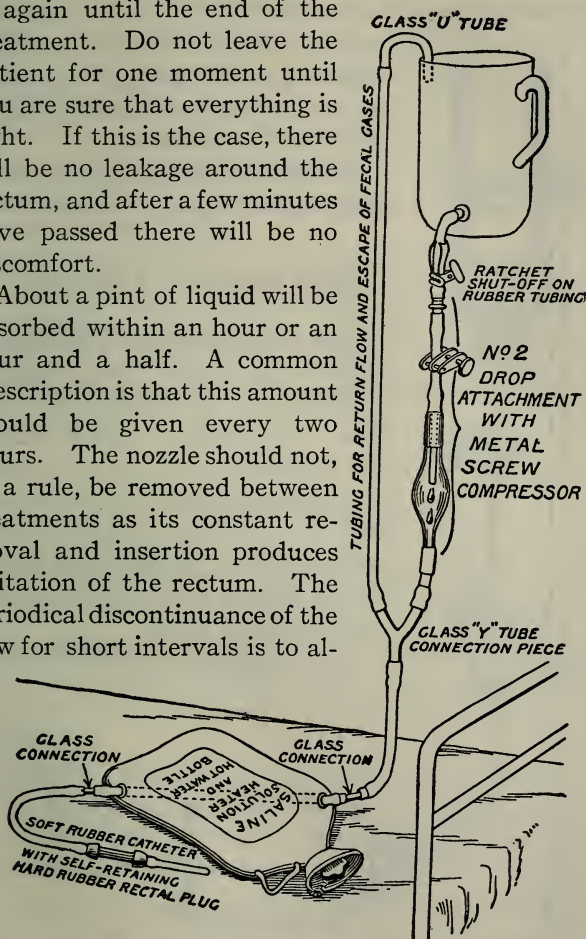 again until the end of the
eatment. Do not leave the
tient for one moment until
u are sure that everything is
ht. If this is the case, there
ll be no leakage around the
ctum, and after a few minutes
ve passed there will be no
scomfort.
About a pint of liquid will be
sorbed within an hour or an
ur and a half. A common
escription is that this amount
ould be given every two
urs. The nozzle should not,
a rule, be removed between
eatments as its constant re-
oval and insertion produces
itation of the rectum. The
riodical discontinuance of the
w for short intervals is to al-
GLASS "U" TUBE
TUBING FOR RETURN FLOW AND ESCAPE OF FECAL GASES
RATCHET
SHUT-OFF ON
RUBBER TUBING
Nº 2
DROP
ATTACHMENT
WITH
METAL
SCREW
COMPRESSOR
GLASS "Y" TUBE
CONNECTION PIECE
GLASS
CONNECTION
GLASS
CONNECTION
SALINE
SOLUTION
HEATER
AND
HOT WATER
BOTTLE
SOFT RUBBER CATHETER
WITH SELF-RETAINING
HARD RUBBER RECTAL PLUG